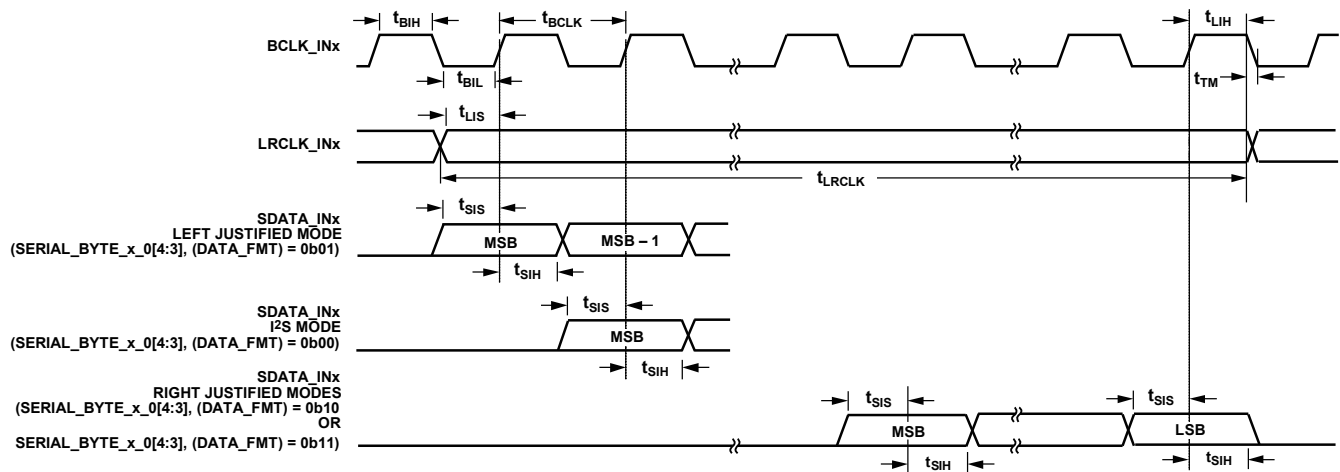 tBIH
tBCLK
tLIH
BCLK_INx
tBIL
tTM
tLIS
LRCLK_INx
tLRCLK
tSIS
SDATA_INx
LEFT JUSTIFIED MODE
(SERIAL_BYTE_x_0[4:3], (DATA_FMT) = 0b01)
MSB
MSB – 1
tSIH
SDATA_INx
I2S MODE
(SERIAL_BYTE_x_0[4:3], (DATA_FMT) = 0b00)
tSIS
MSB
tSIH
SDATA_INx
RIGHT JUSTIFIED MODES
(SERIAL_BYTE_x_0[4:3], (DATA_FMT) = 0b10
OR
SERIAL_BYTE_x_0[4:3], (DATA_FMT) = 0b11)
tSIS
tSIS
MSB
LSB
tSIH
tSIH